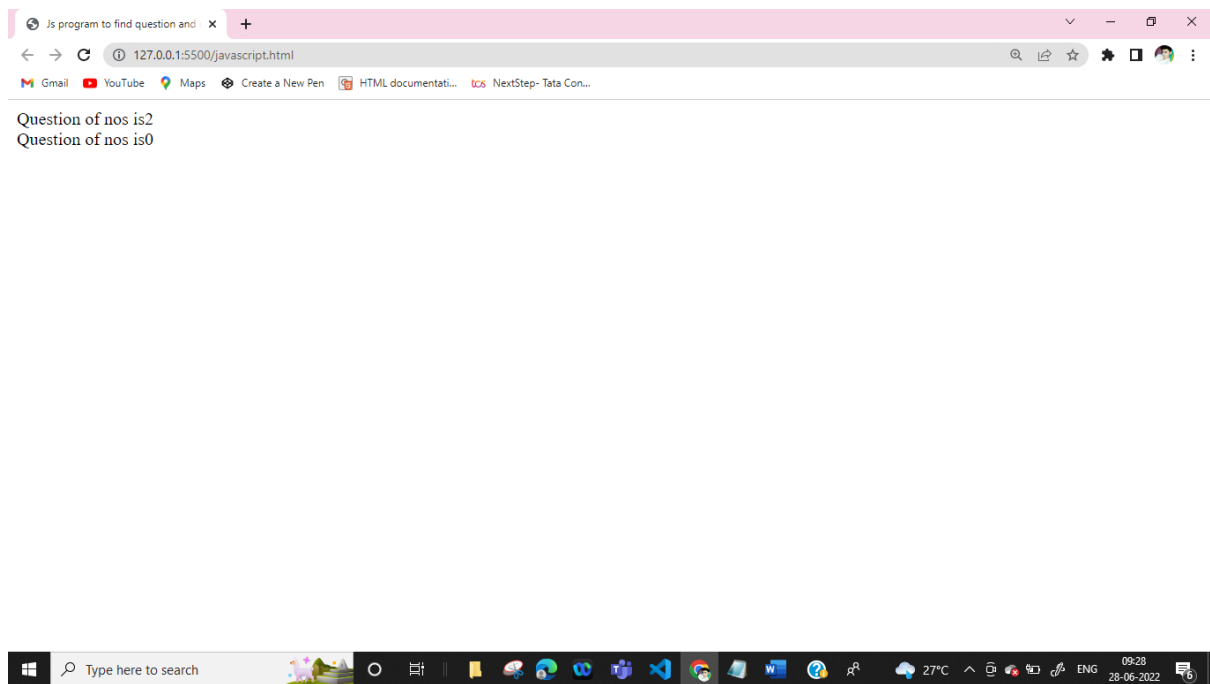 Js program to find question and
127.0.0.1:5500/javascript.html
Gmail YouTube Maps Create a New Pen HTML documentati... tcs NextStep- Tata Con...
Question of nos is2
Question of nos is0
Type here to search 27°C ENG 09:28
28-06-2022 6